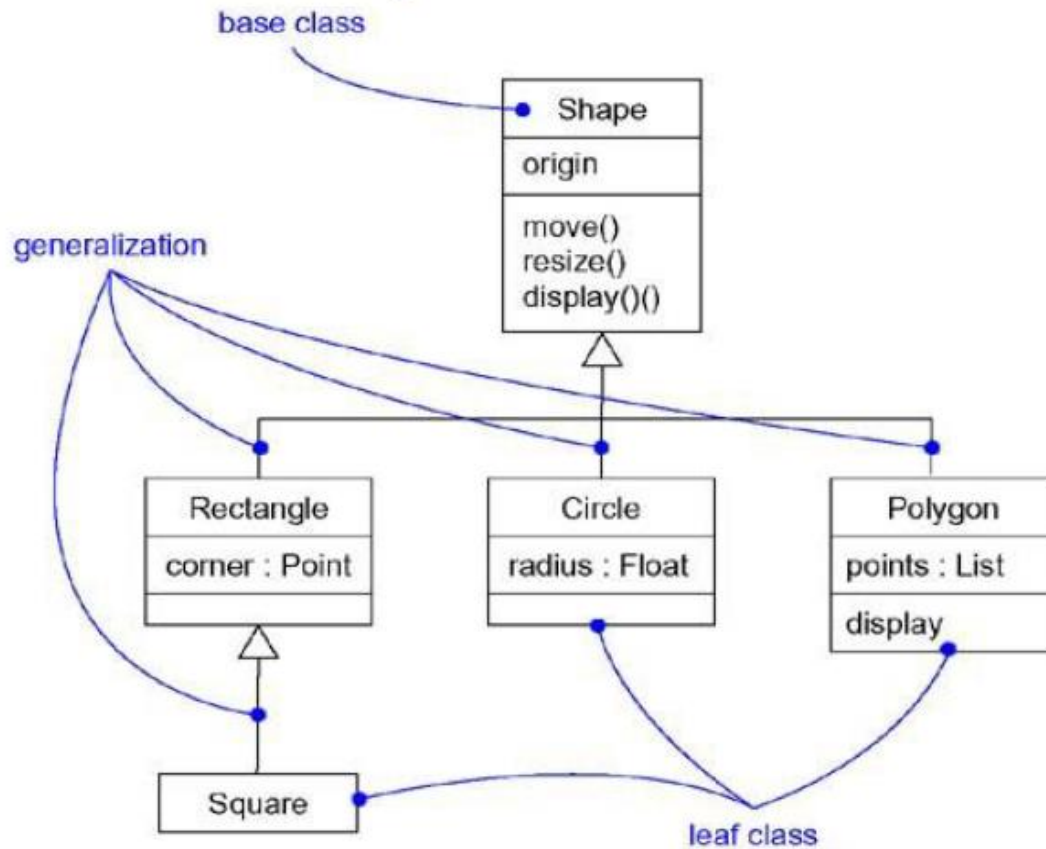 base class
Shape
origin
move()
resize()
display()()
generalization
Rectangle
corner : Point
Circle
radius : Float
Polygon
points : List
display
Square
leaf class